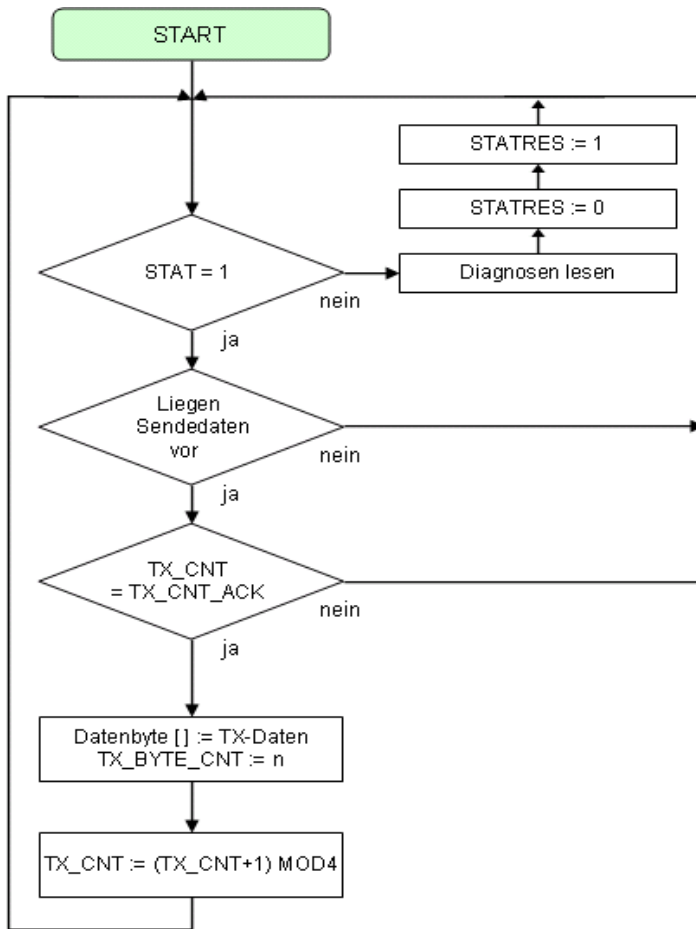 START
STATRES := 1
STATRES := 0
STAT = 1
Diagnosen lesen
nein
ja
Liegen
Sendedaten
vor
nein
ja
TX_CNT
= TX_CNT_ACK
nein
ja
Datenbyte [ ] := TX-Daten
TX_BYTE_CNT := n
TX_CNT := (TX_CNT+1) MOD4